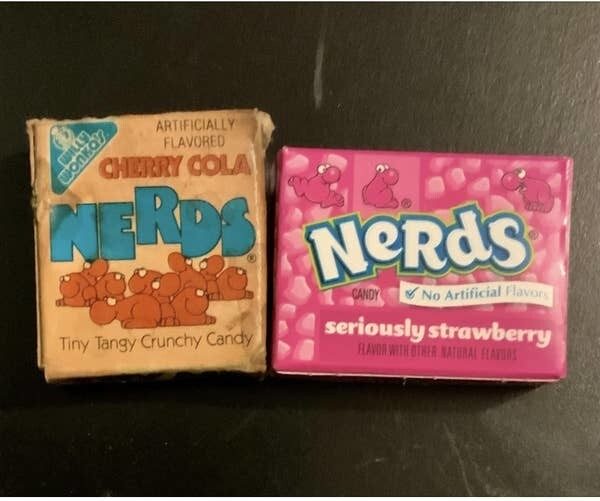 Willy
Wonka's
ARTIFICIALLY
FLAVORED
CHERRY COLA
NERDS
®
Tiny Tangy Crunchy Candy
®
NeRdS
®
CANDY
No Artificial Flavors
seriously strawberry
FLAVOR WITH OTHER NATURAL FLAVORS